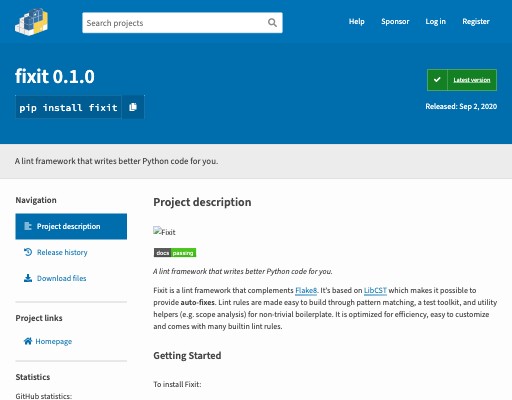 Search projects
Help
Sponsor
Log in
Register
fixit 0.1.0
pip install fixit
Latest version
Released: Sep 2, 2020
A lint framework that writes better Python code for you.
Navigation
Project description
Release history
Download files
Project links
Homepage
Statistics
GitHub statistics:
Project description
Fixit
docs passing
A lint framework that writes better Python code for you.
Fixit is a lint framework that complements Flake8. It's based on LibCST which makes it possible to
provide auto-fixes. Lint rules are made easy to build through pattern matching, a test toolkit, and utility
helpers (e.g. scope analysis) for non-trivial boilerplate. It is optimized for efficiency, easy to customize
and comes with many builtin lint rules.
Getting Started
To install Fixit: